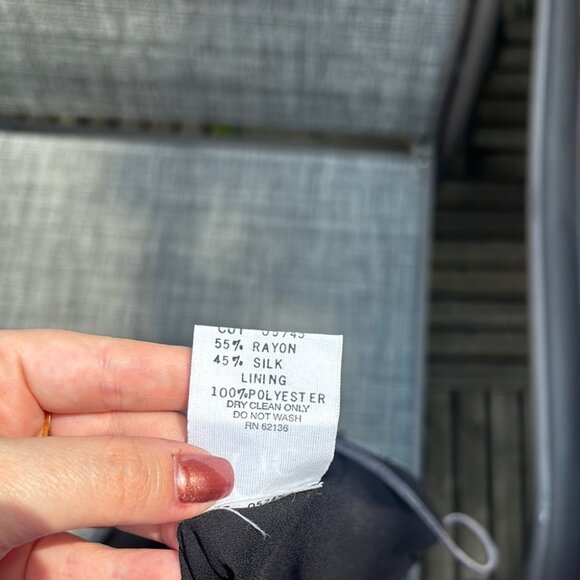 55% RAYON
45% SILK
LINING
100%POLYESTER
DRY CLEAN ONLY
DO NOT WASH
RN 62136